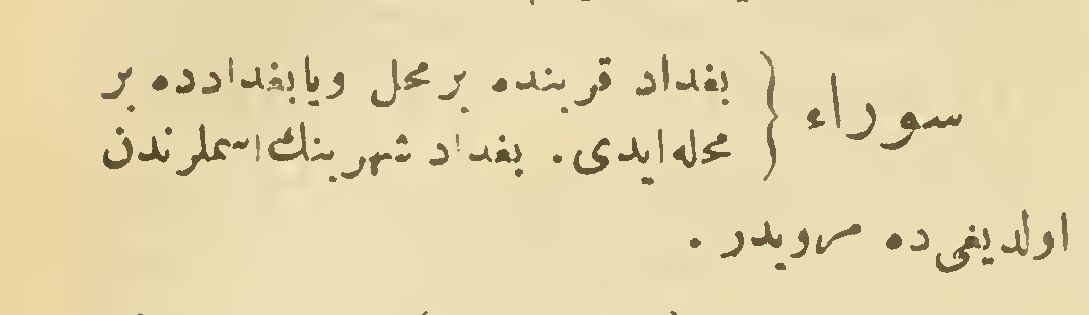 سوراء { بغداد قربنده بر محل ویا بغدادده بر
محله ایدی. بغداد شهرینك اسملرندن
اولدیغی ده مرویدر.